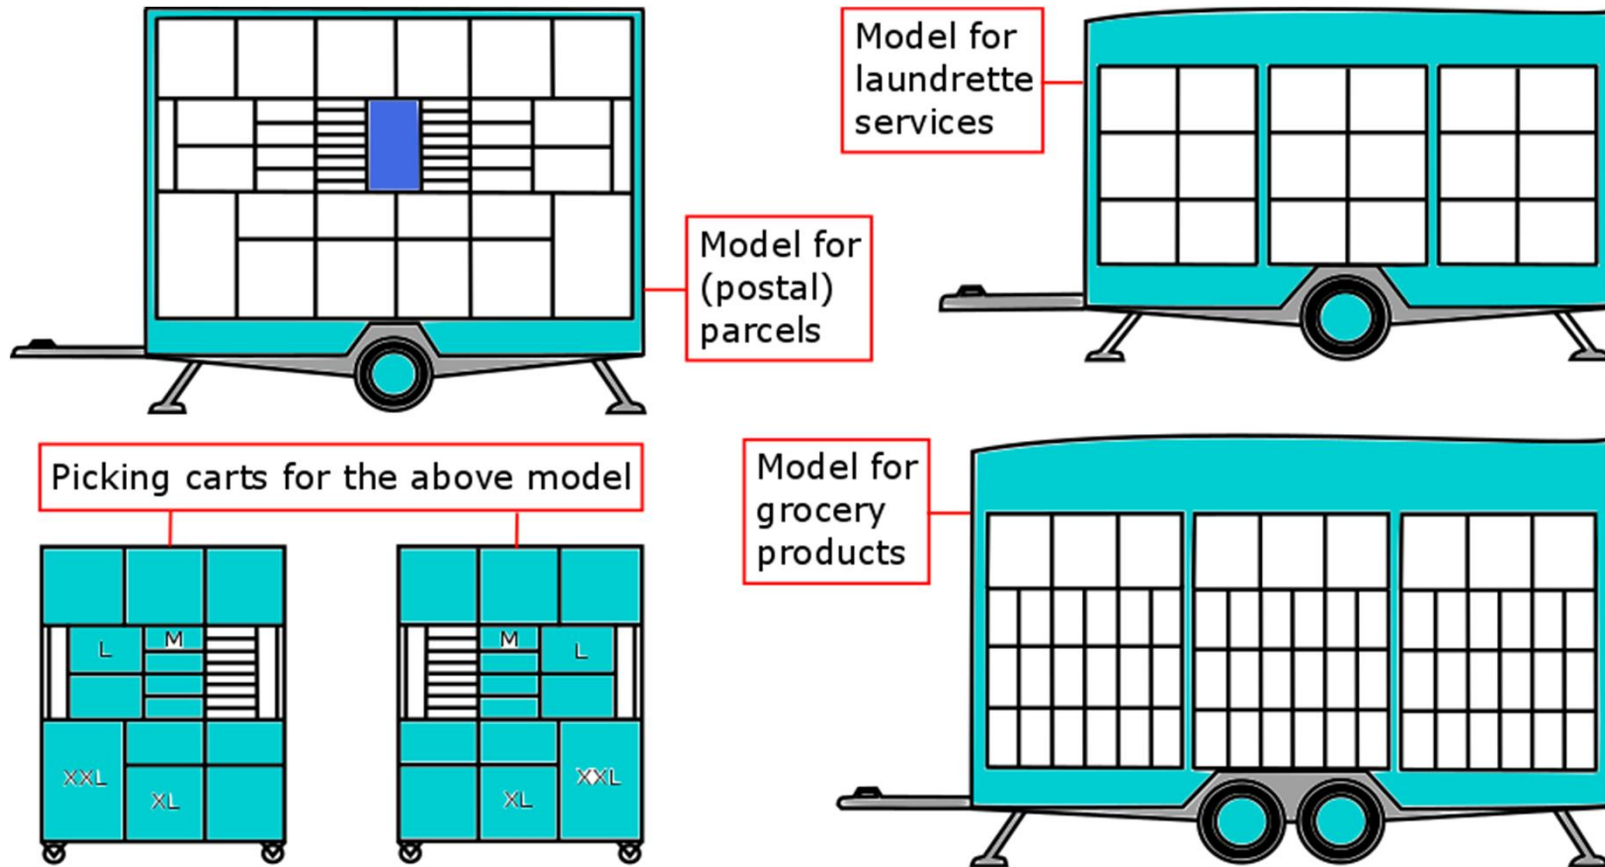 Model for
laundrette
services
Model for
(postal)
parcels
Picking carts for the above model
Model for
grocery
products
L
M
XXL
XL
M
L
XL
XXL